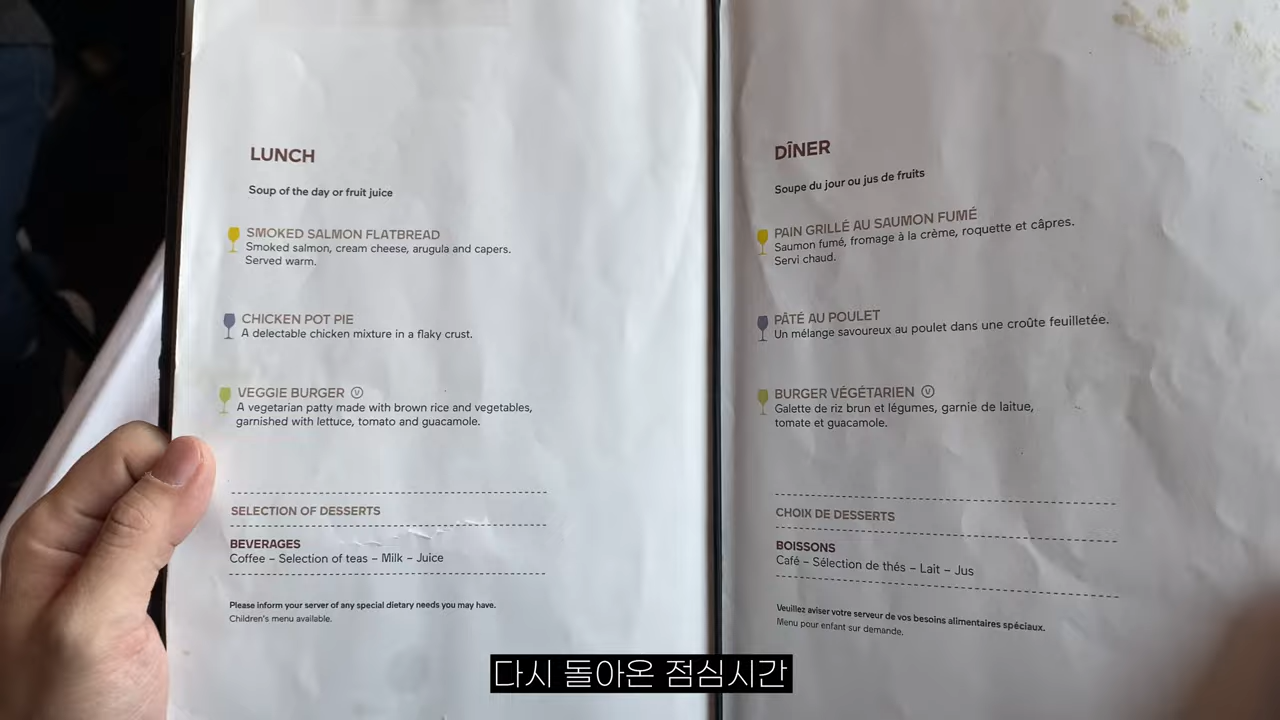 LUNCH
Soup of the day or fruit juice
SMOKED SALMON FLATBREAD
Smoked salmon, cream cheese, arugula and capers.
Served warm.
CHICKEN POT PIE
A delectable chicken mixture in a flaky crust.
VEGGIE BURGER V
A vegetarian patty made with brown rice and vegetables,
garnished with lettuce, tomato and guacamole.
SELECTION OF DESSERTS
BEVERAGES
Coffee – Selection of teas – Milk – Juice
Please inform your server of any special dietary needs you may have.
Children's menu available.
DÎNER
Soupe du jour ou jus de fruits
PAIN GRILLÉ AU SAUMON FUMÉ
Saumon fumé, fromage à la crème, roquette et câpres.
Servi chaud.
PÂTÉ AU POULET
Un mélange savoureux au poulet dans une croûte feuilletée.
BURGER VÉGÉTARIEN V
Galette de riz brun et légumes, garnie de laitue,
tomate et guacamole.
CHOIX DE DESSERTS
BOISSONS
Café – Sélection de thés – Lait – Jus
Veuillez aviser votre serveur de vos besoins alimentaires spéciaux.
Menu pour enfant sur demande.
다시 돌아온 점심시간